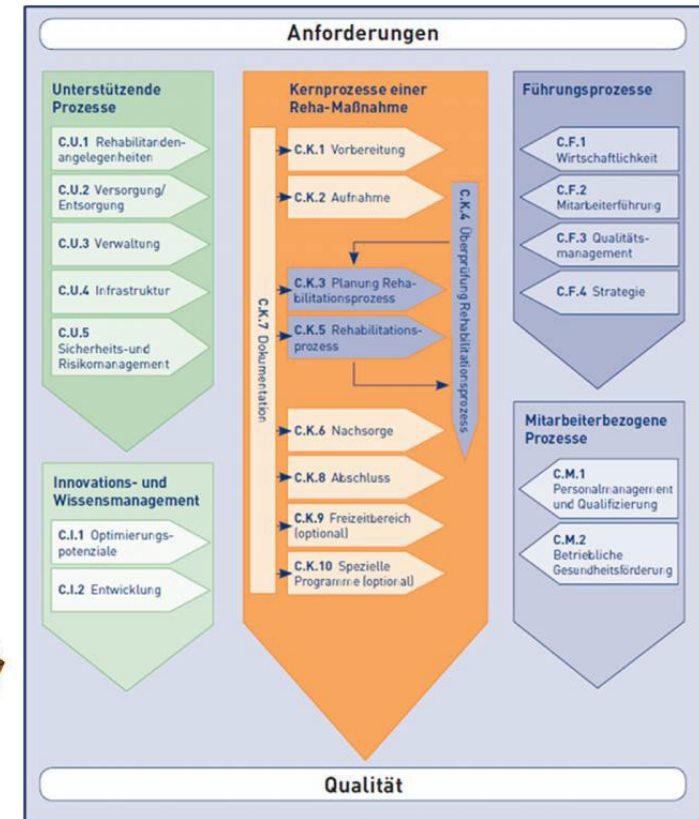 Anforderungen
Unterstützende
Prozesse
C.U.1 Rehabilitanden-
angelegenheiten
C.U.2 Versorgung/
Entsorgung
C.U.3 Verwaltung
C.U.4 Infrastruktur
C.U.5
Sicherheits- und
Risikomanagement
Innovations- und
Wissensmanagement
C.I.1 Optimierungs-
potenziale
C.I.2 Entwicklung
Kernprozesse einer
Reha-Maßnahme
C.K.7 Dokumentation
C.K.1 Vorbereitung
C.K.2 Aufnahme
C.K.4 Überprüfung Rehabilitationsprozess
C.K.3 Planung Reha-
bilitationsprozess
C.K.5 Rehabilitations-
prozess
C.K.6 Nachsorge
C.K.8 Abschluss
C.K.9 Freizeitbereich
(optional)
C.K.10 Spezielle
Programme (optional)
Führungsprozesse
C.F.1
Wirtschaftlichkeit
C.F.2
Mitarbeiterführung
C.F.3 Qualitäts-
management
C.F.4 Strategie
Mitarbeiterbezogene
Prozesse
C.M.1
Personalmanagement
und Qualifizierung
C.M.2
Betriebliche
Gesundheitsförderung
Qualität